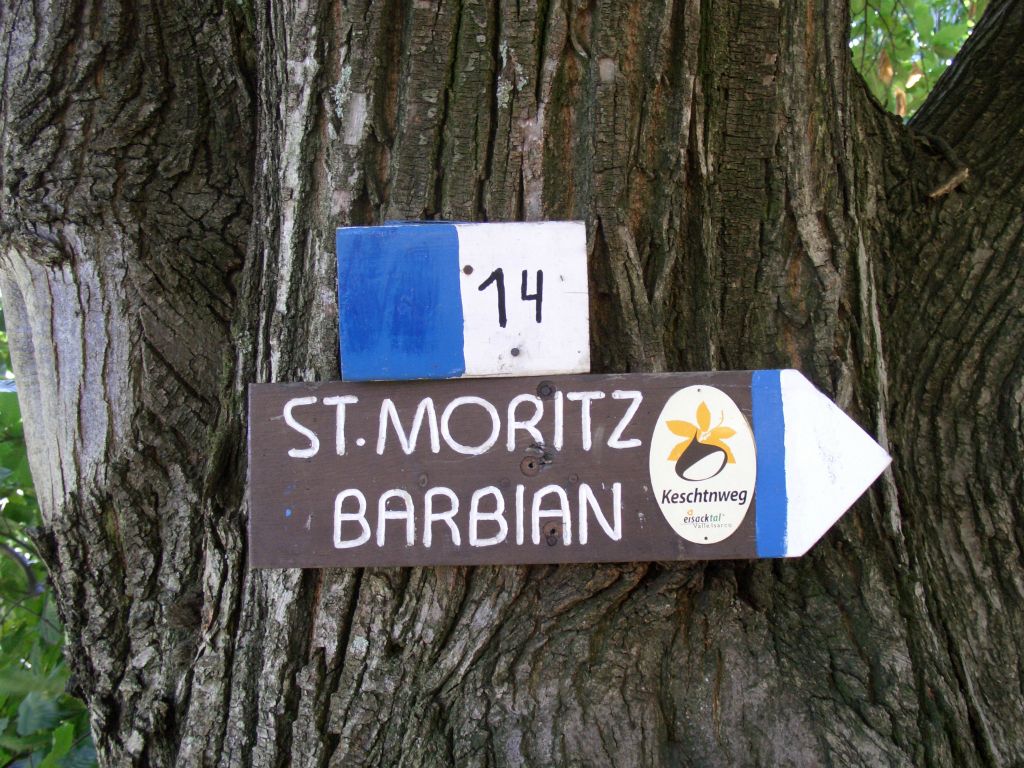 14
ST. MORITZ
BARBIAN
Keschtnweg
eisacktal
Valle Isarco